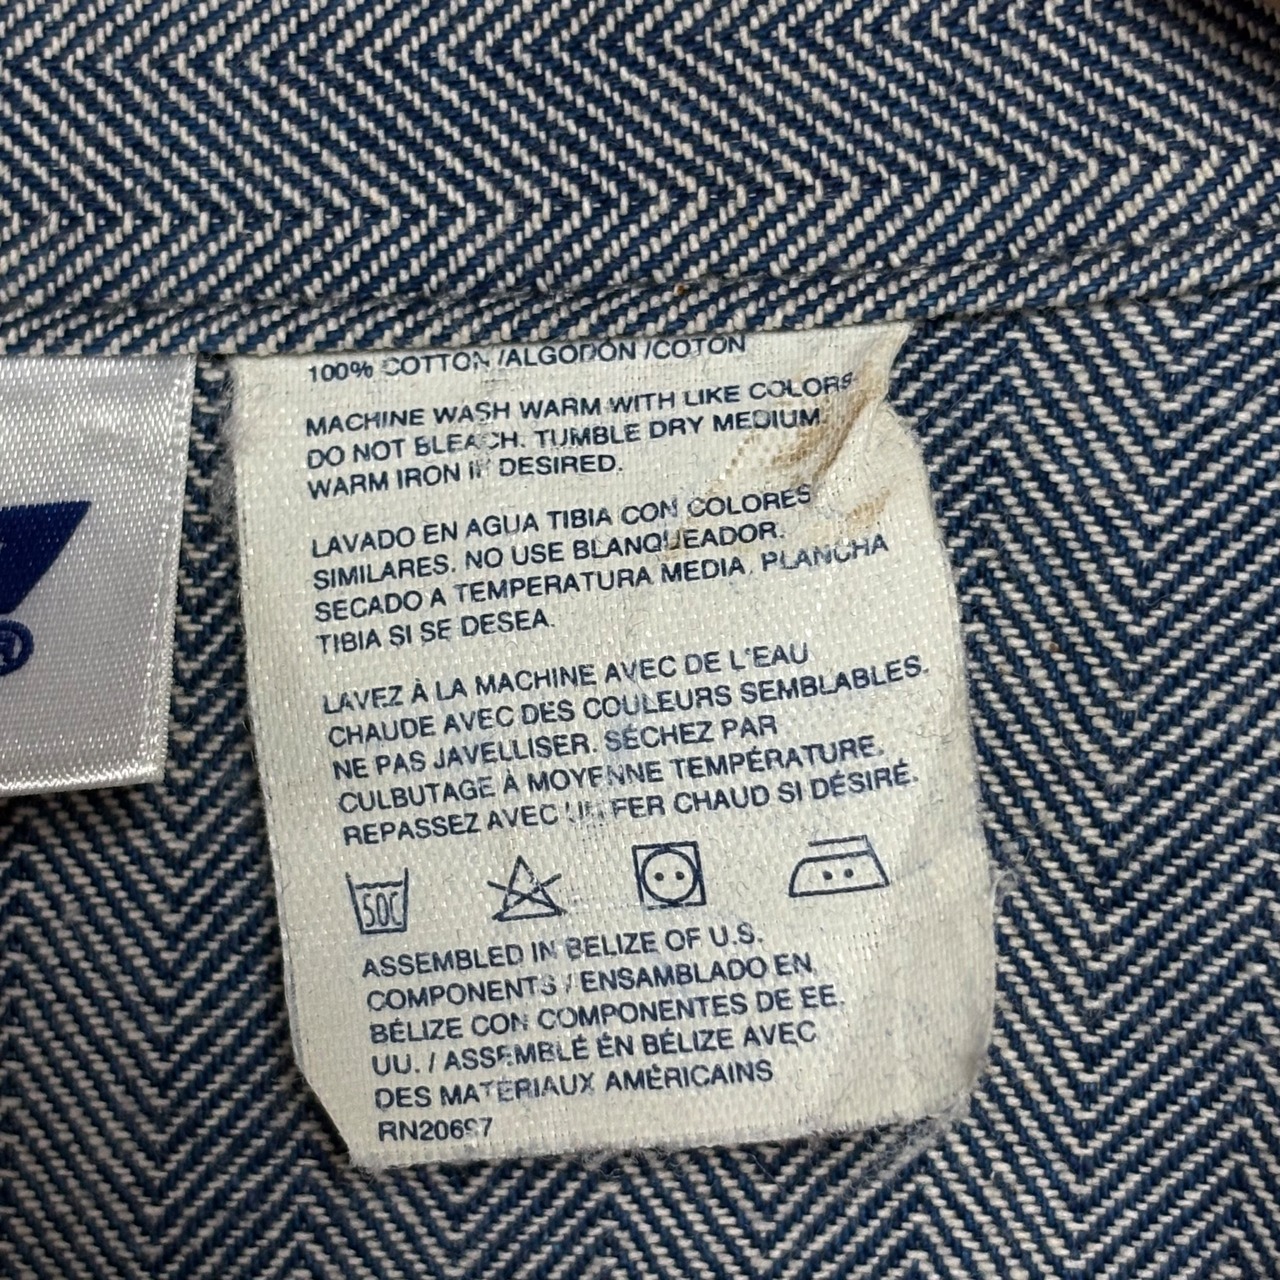 100% COTTON /ALGODÓN /COTON
MACHINE WASH WARM WITH LIKE COLORS
DO NOT BLEACH. TUMBLE DRY MEDIUM
WARM IRON IF DESIRED.
LAVADO EN AGUA TIBIA CON COLORES
SIMILARES. NO USE BLANQUEADOR.
SECADO A TEMPERATURA MEDIA. PLANCHA
TIBIA SI SE DESEA.
LAVEZ À LA MACHINE AVEC DE L'EAU
CHAUDE AVEC DES COULEURS SEMBLABLES.
NE PAS JAVELLISER. SÉCHEZ PAR
CULBUTAGE À MOYENNE TEMPÉRATURE.
REPASSEZ AVEC UN FER CHAUD SI DÉSIRÉ.
50C
ASSEMBLED IN BELIZE OF U.S.
COMPONENTS / ENSAMBLADO EN
BÉLIZE CON COMPONENTES DE EE.
UU. / ASSEMBLÉ ÉN BÉLIZE AVEC
DES MATÉRIAUX AMÉRICAINS
RN20697
®